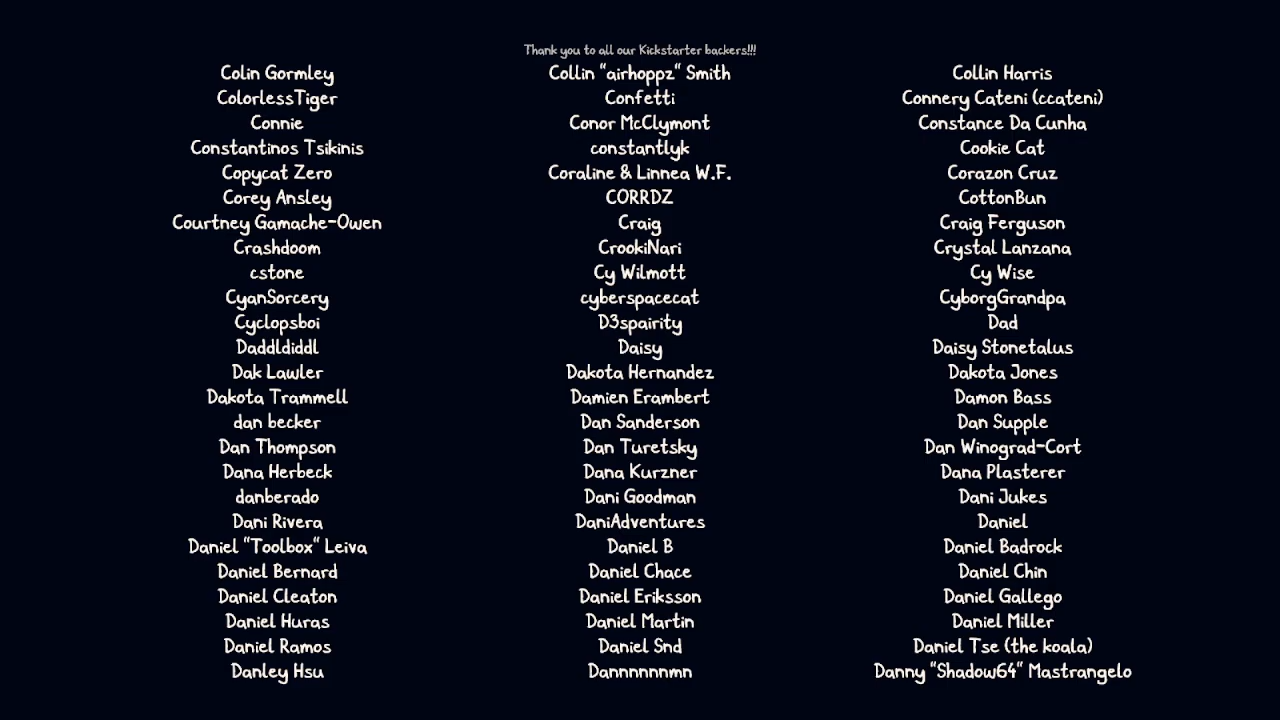 Thank you to all our Kickstarter backers!!!
Colin Gormley Collin "airhoppz" Smith Collin Harris
ColorlessTiger Confetti Connery Cateni (ccateni)
Connie Conor McClymont Constance Da Cunha
Constantinos Tsikinis constantlyk Cookie Cat
Copycat Zero Coraline & Linnea W.F. Corazon Cruz
Corey Ansley CORRDZ CottonBun
Courtney Gamache-Owen Craig Craig Ferguson
Crashdoom CrookiNari Crystal Lanzana
cstone Cy Wilmott Cy Wise
CyanSorcery cyberspacecat CyborgGrandpa
Cyclopsboi D3spairity Dad
Daddldiddl Daisy Daisy Stonetalus
Dak Lawler Dakota Hernandez Dakota Jones
Dakota Trammell Damien Erambert Damon Bass
dan becker Dan Sanderson Dan Supple
Dan Thompson Dan Turetsky Dan Winograd-Cort
Dana Herbeck Dana Kurzner Dana Plasterer
danberado Dani Goodman Dani Jukes
Dani Rivera DaniAdventures Daniel
Daniel "Toolbox" Leiva Daniel B Daniel Badrock
Daniel Bernard Daniel Chace Daniel Chin
Daniel Cleaton Daniel Eriksson Daniel Gallego
Daniel Huras Daniel Martin Daniel Miller
Daniel Ramos Daniel Snd Daniel Tse (the koala)
Danley Hsu Dannnnnnmn Danny "Shadow64" Mastrangelo